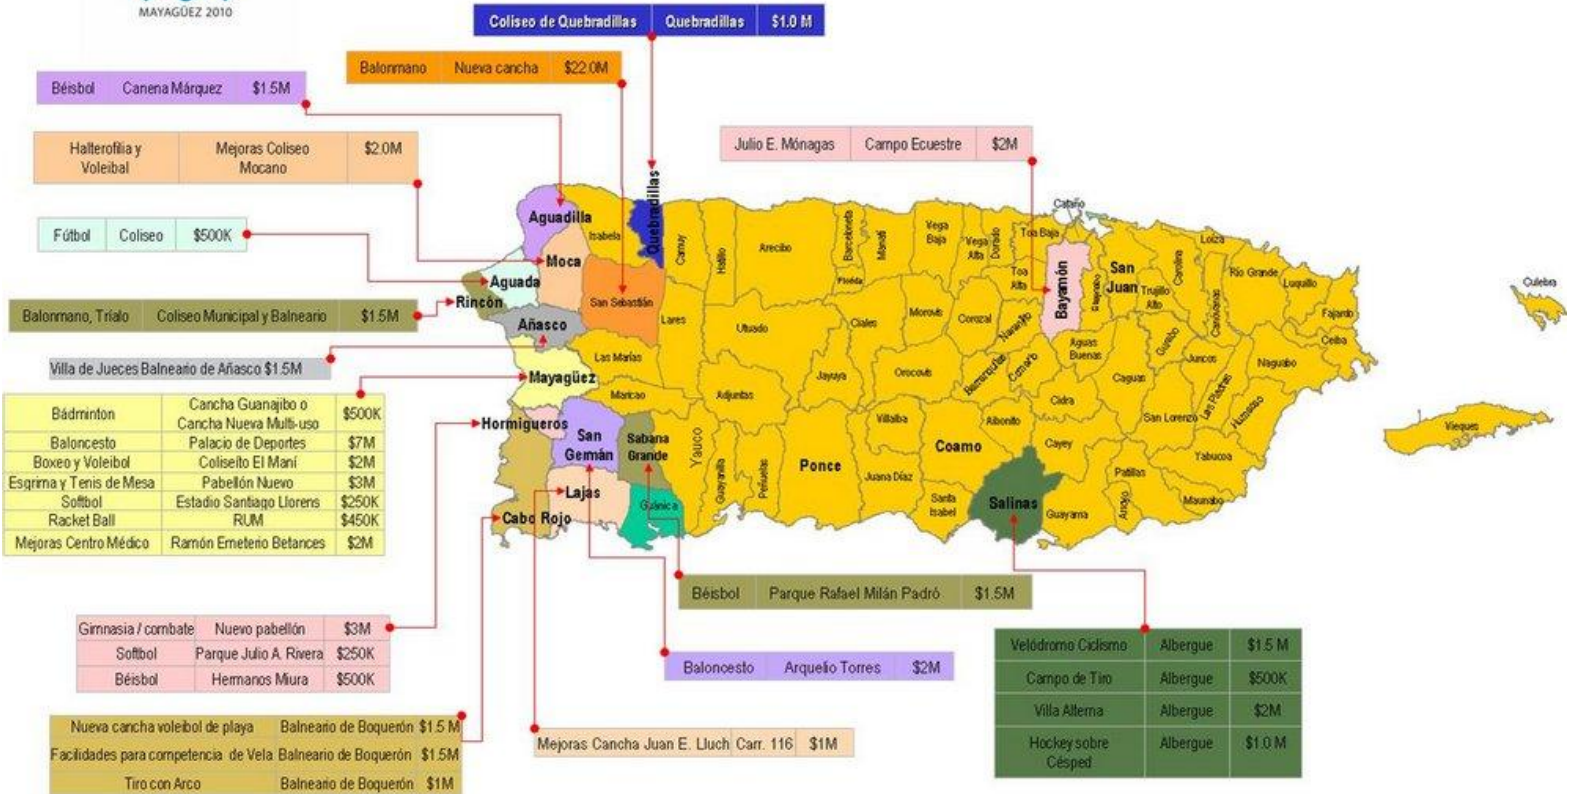 MAYAGÜEZ 2010
Coliseo de Quebradillas Quebradillas $1.0 M
Balonmano Nueva cancha $22.0M
Béisbol Canena Márquez $1.5M
Halterofilia y Voleibal Mejoras Coliseo Mocano $2.0M
Julio E. Mónagas Campo Ecuestre $2M
Fútbol Coliseo $500K
Balonmano, Tríalo Coliseo Municipal y Balneario $1.5M
Villa de Jueces Balneario de Añasco $1.5M
Bádminton Cancha Guanajibo o Cancha Nueva Multi-uso $500K
Baloncesto Palacio de Deportes $7M
Boxeo y Voleibol Coliseíto El Maní $2M
Esgrima y Tenis de Mesa Pabellón Nuevo $3M
Softbol Estadio Santiago Llorens $250K
Racket Ball RUM $450K
Mejoras Centro Médico Ramón Emeterio Betances $2M
Aguadilla
Isabela
Quebradillas
Camuy
Hatillo
Arecibo
Barceloneta
Manatí
Vega Baja
Vega Alta
Dorado
Toa Baja
Toa Alta
Cataño
Bayamón
Guaynabo
San Juan
Trujillo Alto
Carolina
Loiza
Canóvanas
Río Grande
Luquillo
Fajardo
Ceiba
Culebra
Moca
Aguada
Rincón
San Sebastián
Añasco
Lares
Utuado
Florida
Ciales
Morovis
Corozal
Naranjito
Aguas Buenas
Gurabo
Juncos
Naguabo
Las Marías
Mayagüez
Maricao
Adjuntas
Jayuya
Orocovis
Barranquitas
Comerío
Cidra
Caguas
San Lorenzo
Las Piedras
Humacao
Vieques
Hormigueros
San Germán
Sabana Grande
Yauco
Guayanilla
Peñuelas
Ponce
Villalba
Juana Díaz
Coamo
Aibonito
Cayey
Patillas
Yabucoa
Maunabo
Arroyo
Guayama
Salinas
Santa Isabel
Lajas
Guánica
Cabo Rojo
Béisbol Parque Rafael Milán Padró $1.5M
Gimnasia / combate Nuevo pabellón $3M
Softbol Parque Julio A. Rivera $250K
Béisbol Hermanos Miura $500K
Baloncesto Arquelio Torres $2M
Nueva cancha voleibol de playa Balneario de Boquerón $1.5 M
Facilidades para competencia de Vela Balneario de Boquerón $1.5M
Tiro con Arco Balneario de Boquerón $1M
Mejoras Cancha Juan E. Lluch Carr. 116 $1M
Velódromo Ciclismo Albergue $1.5 M
Campo de Tiro Albergue $500K
Villa Alterna Albergue $2M
Hockey sobre Césped Albergue $1.0 M